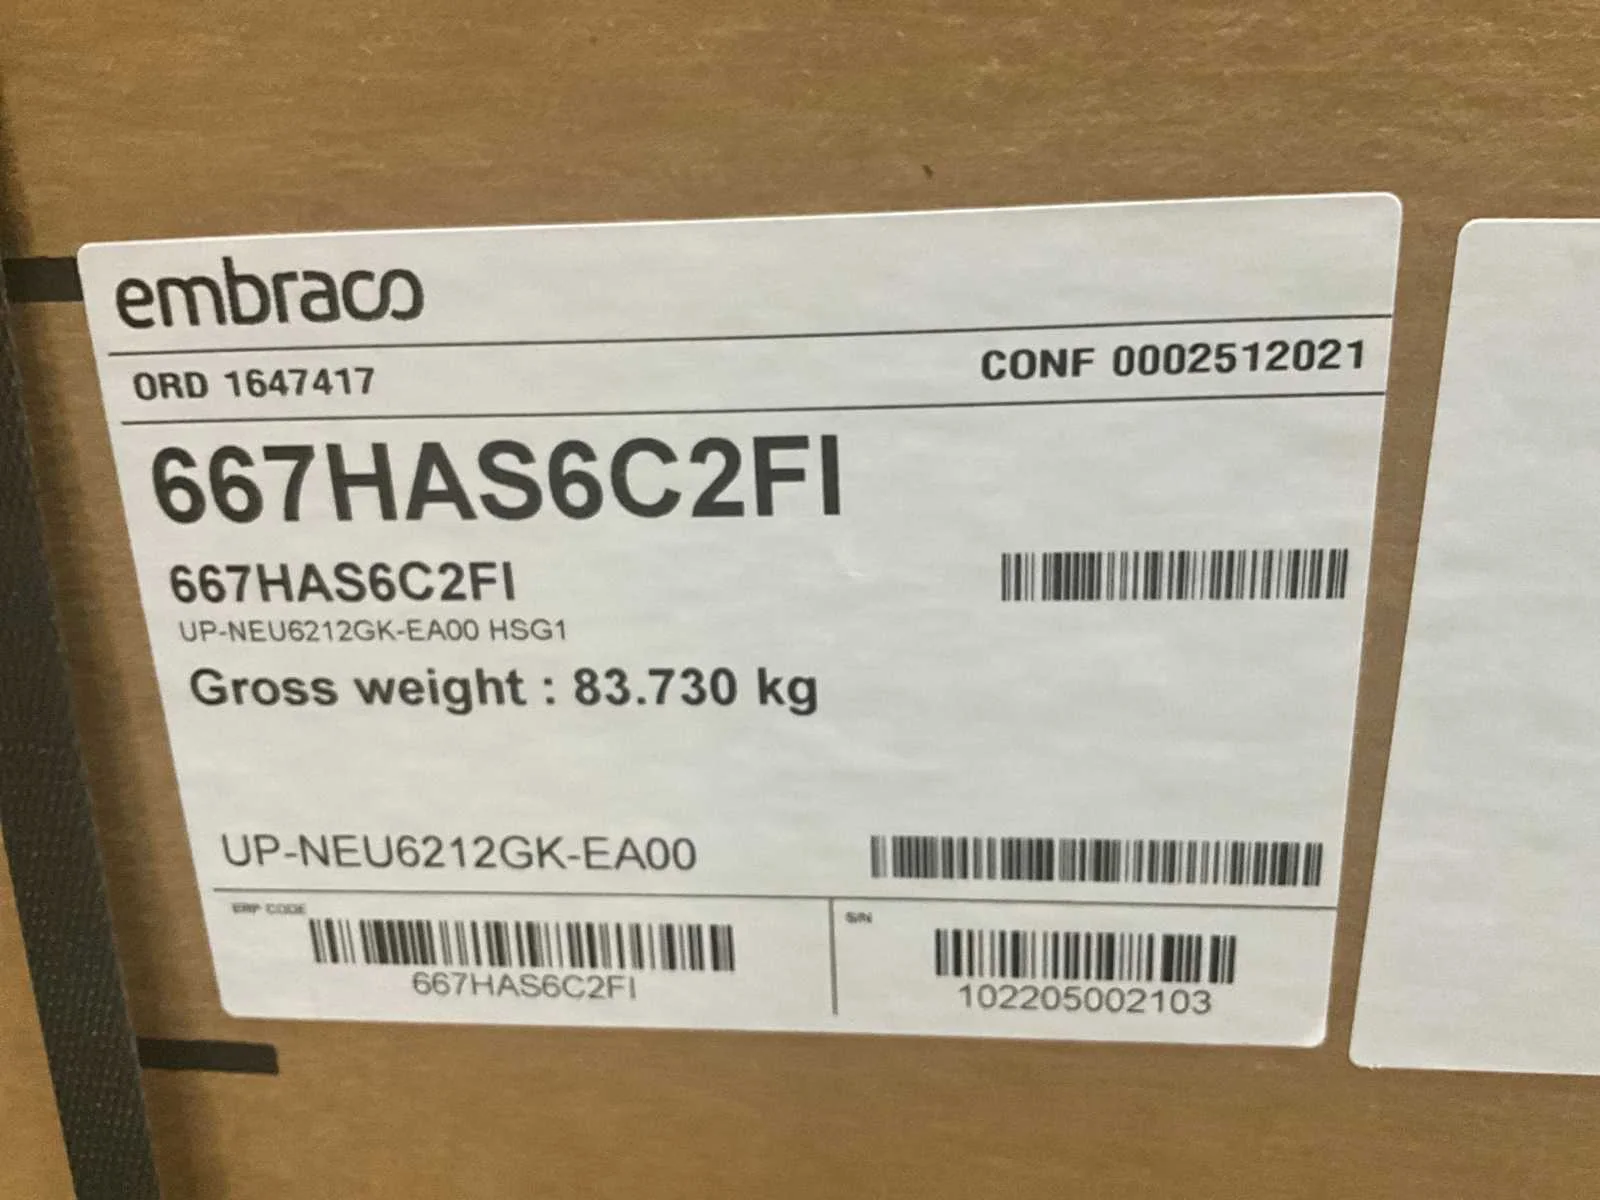 embraco
ORD 1647417
CONF 0002512021
667HAS6C2FI
667HAS6C2FI
UP-NEU6212GK-EA00 HSG1
Gross weight : 83.730 kg
UP-NEU6212GK-EA00
ERP CODE
667HAS6C2FI
S/N
102205002103